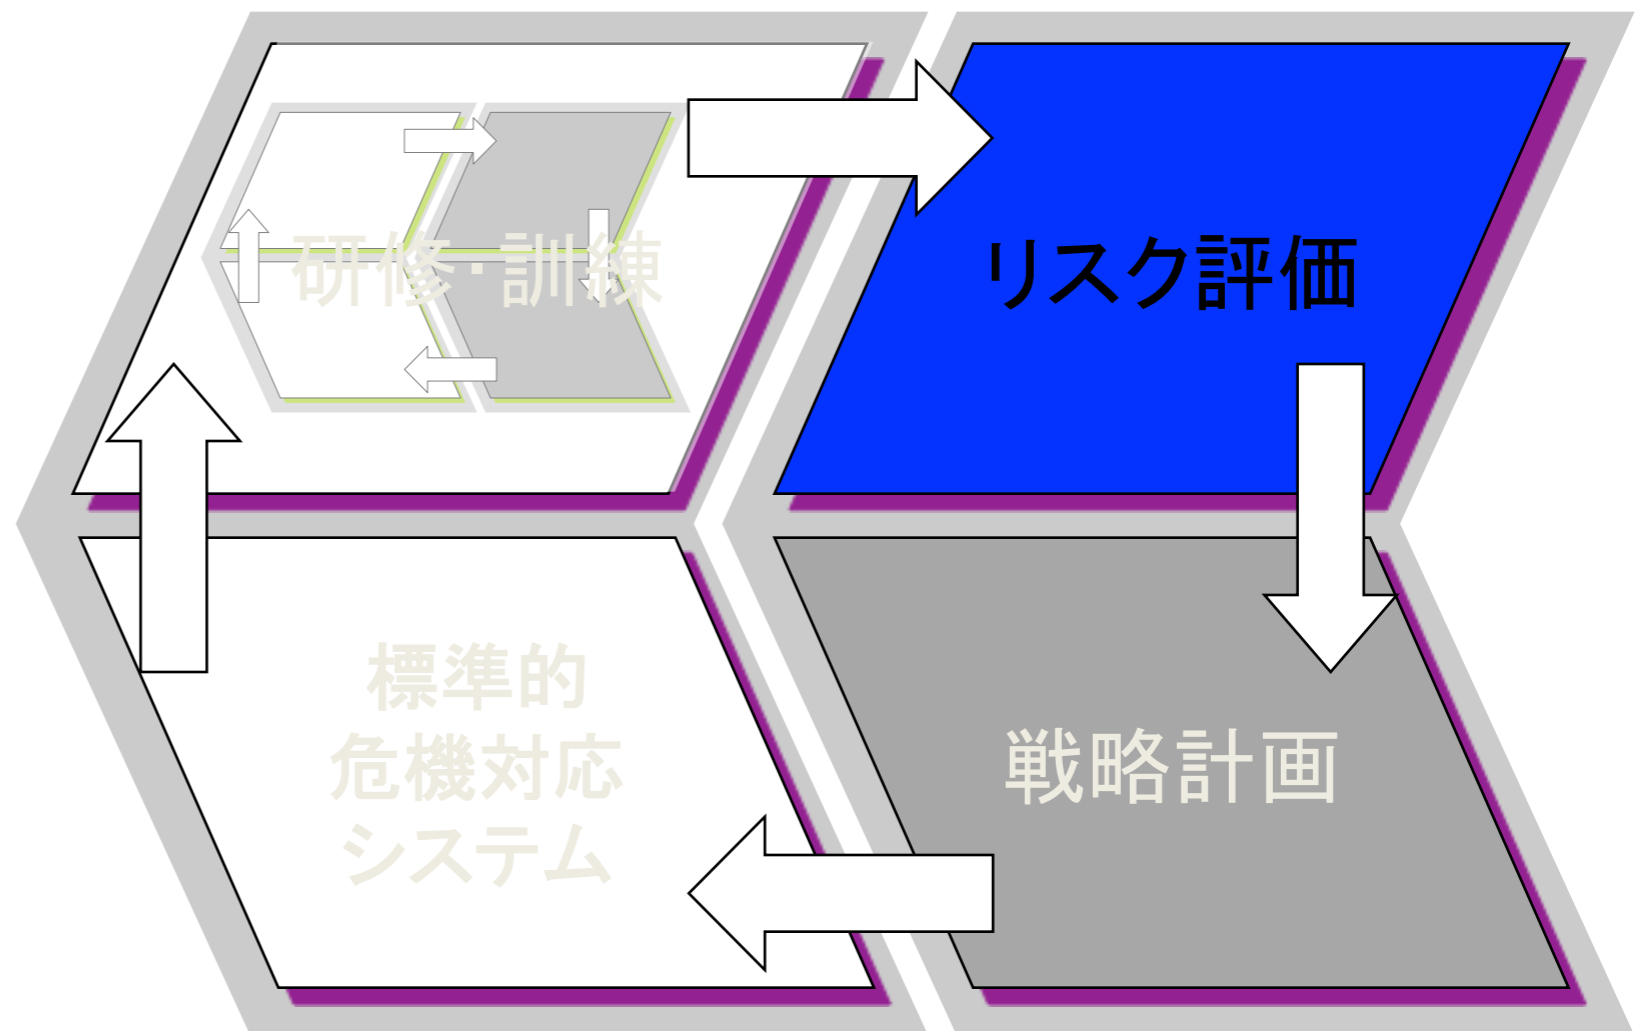 研修・訓練
リスク評価
標準的
危機対応
システム
戦略計画